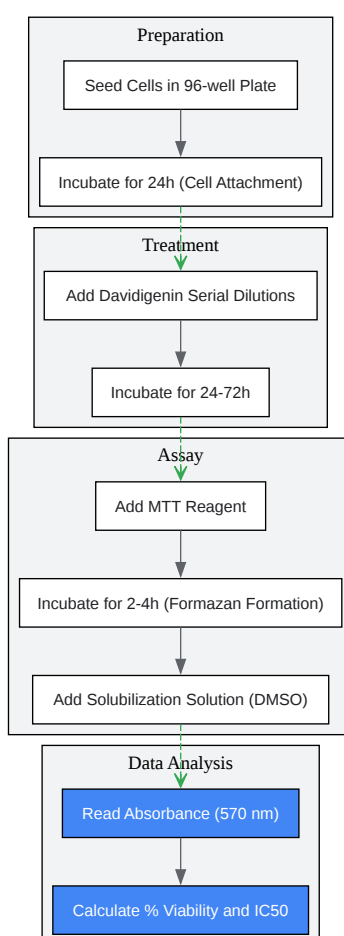 Preparation
Seed Cells in 96-well Plate
Incubate for 24h (Cell Attachment)
Treatment
Add Davidigenin Serial Dilutions
Incubate for 24-72h
Assay
Add MTT Reagent
Incubate for 2-4h (Formazan Formation)
Add Solubilization Solution (DMSO)
Data Analysis
Read Absorbance (570 nm)
Calculate % Viability and IC50